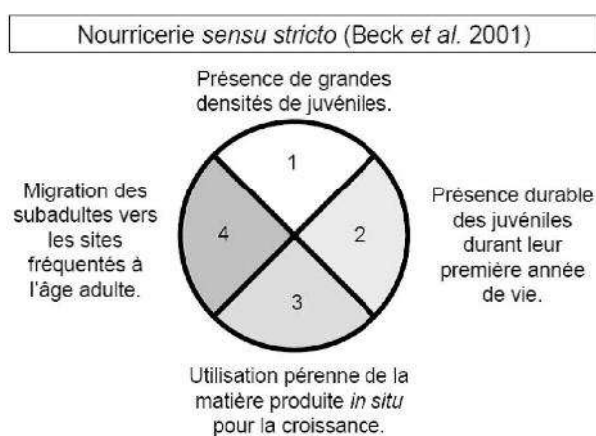 Nourricerie sensu stricto (Beck et al. 2001)
Présence de grandes
densités de juvéniles.
1
Migration des
subadultes vers
les sites
fréquentés à
l'âge adulte.
4
2
Présence durable
des juvéniles
durant leur
première année
de vie.
3
Utilisation pérenne de la
matière produite in situ
pour la croissance.